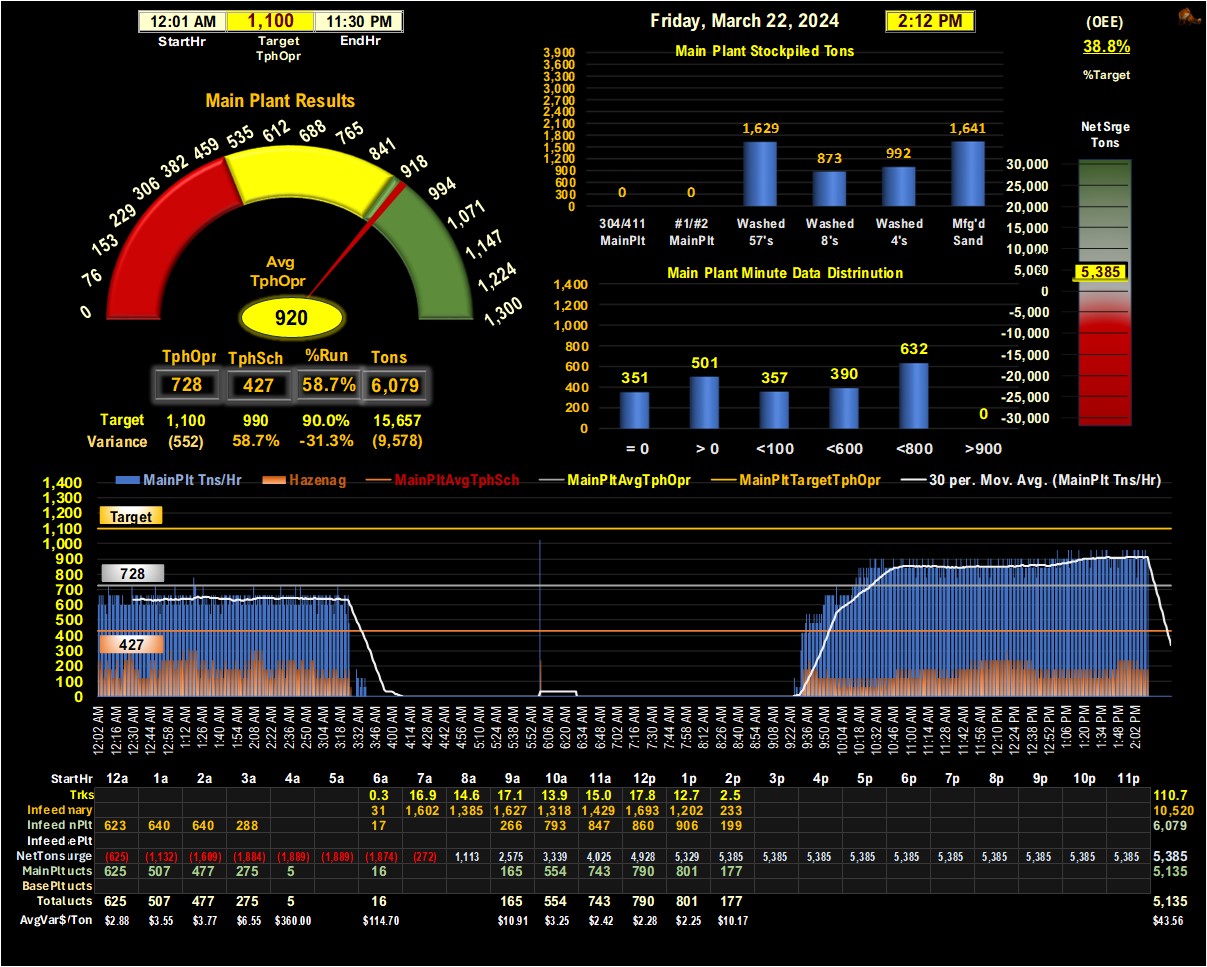 12:01 AM 1,100 11:30 PM
StartHr Target TphOpr EndHr
Friday, March 22, 2024 2:12 PM
(OEE)
38.8%
%Target
Main Plant Results
0 76 153 229 306 382 459 535 612 688 765 841 918 994 1,071 1,147 1,224 1,300
Avg
TphOpr
920
TphOpr TphSch %Run Tons
728 427 58.7% 6,079
Target 1,100 990 90.0% 15,657
Variance (552) 58.7% -31.3% (9,578)
Main Plant Stockpiled Tons
3,900
3,600
3,300
3,000
2,700
2,400
2,100
1,800
1,500
1,200
900
600
300
0
0 0 1,629 873 992 1,641
304/411 #1/#2 Washed Washed Washed Mfg'd
MainPlt MainPlt 57's 8's 4's Sand
Main Plant Minute Data Distrinution
1,400
1,200
1,000
800
600
400
200
0
351 501 357 390 632 0
= 0 > 0 <100 <600 <800 >900
Net Srge
Tons
30,000
25,000
20,000
15,000
10,000
5,000
0
-5,000
-10,000
-15,000
-20,000
-25,000
-30,000
5,385
MainPlt Tns/Hr Hazenag MainPltAvgTphSch MainPltAvgTphOpr MainPltTargetTphOpr 30 per. Mov. Avg. (MainPlt Tns/Hr)
1,400
1,300
1,200
1,100
1,000
900
800
700
600
500
400
300
200
100
0
Target
728
427
12:02 AM 12:16 AM 12:30 AM 12:44 AM 12:58 AM 1:12 AM 1:26 AM 1:40 AM 1:54 AM 2:08 AM 2:22 AM 2:36 AM 2:50 AM 3:04 AM 3:18 AM 3:32 AM 3:46 AM 4:00 AM 4:14 AM 4:28 AM 4:42 AM 4:56 AM 5:10 AM 5:24 AM 5:38 AM 5:52 AM 6:06 AM 6:20 AM 6:34 AM 6:48 AM 7:02 AM 7:16 AM 7:30 AM 7:44 AM 7:58 AM 8:12 AM 8:26 AM 8:40 AM 8:54 AM 9:08 AM 9:22 AM 9:36 AM 9:50 AM 10:04 AM 10:18 AM 10:32 AM 10:46 AM 11:00 AM 11:14 AM 11:28 AM 11:42 AM 11:56 AM 12:10 PM 12:24 PM 12:38 PM 12:52 PM 1:06 PM 1:20 PM 1:34 PM 1:48 PM 2:02 PM
StartHr 12a 1a 2a 3a 4a 5a 6a 7a 8a 9a 10a 11a 12p 1p 2p 3p 4p 5p 6p 7p 8p 9p 10p 11p
Trks 0.3 16.9 14.6 17.1 13.9 15.0 17.8 12.7 2.5 110.7
Infeed nary 31 1,602 1,385 1,627 1,318 1,429 1,693 1,202 233 10,520
Infeed nPlt 623 640 640 288 17 266 793 847 860 906 199 6,079
Infeed ePlt
NetTons urge (625) (1,132) (1,609) (1,884) (1,889) (1,889) (1,874) (272) 1,113 2,575 3,339 4,025 4,928 5,329 5,385 5,385 5,385 5,385 5,385 5,385 5,385 5,385 5,385 5,385 5,385
MainPlt ucts 625 507 477 275 5 16 165 554 743 790 801 177 5,135
BasePlt ucts
Total ucts 625 507 477 275 5 16 165 554 743 790 801 177 5,135
AvgVar$/Ton $2.88 $3.55 $3.77 $6.55 $360.00 $114.70 $10.91 $3.25 $2.42 $2.28 $2.25 $10.17 $43.56